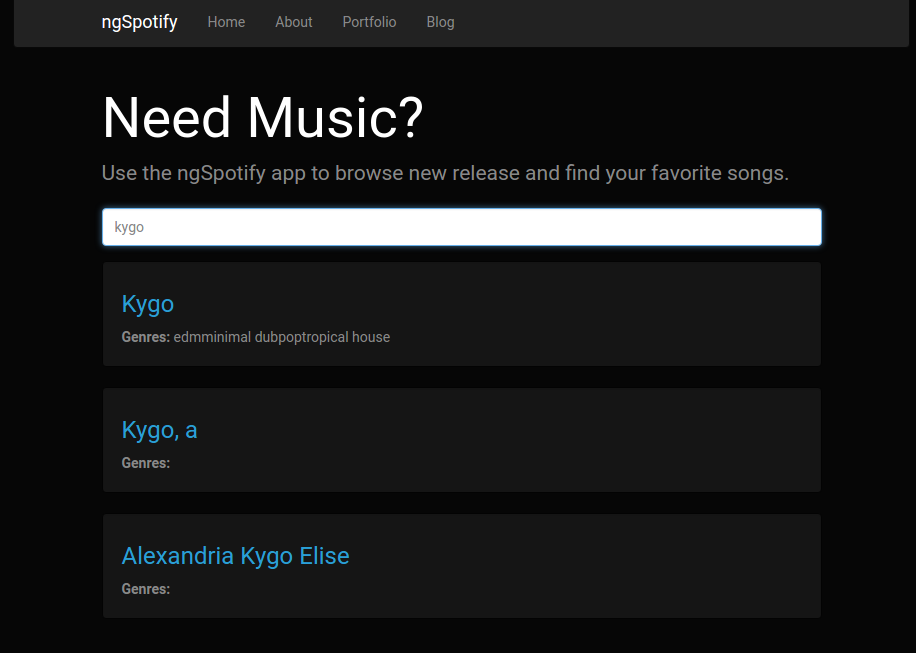 ngSpotify Home About Portfolio Blog
Need Music?
Use the ngSpotify app to browse new release and find your favorite songs.
kygo
Kygo
Genres: edmminimal dubpoptropical house
Kygo, a
Genres:
Alexandria Kygo Elise
Genres: